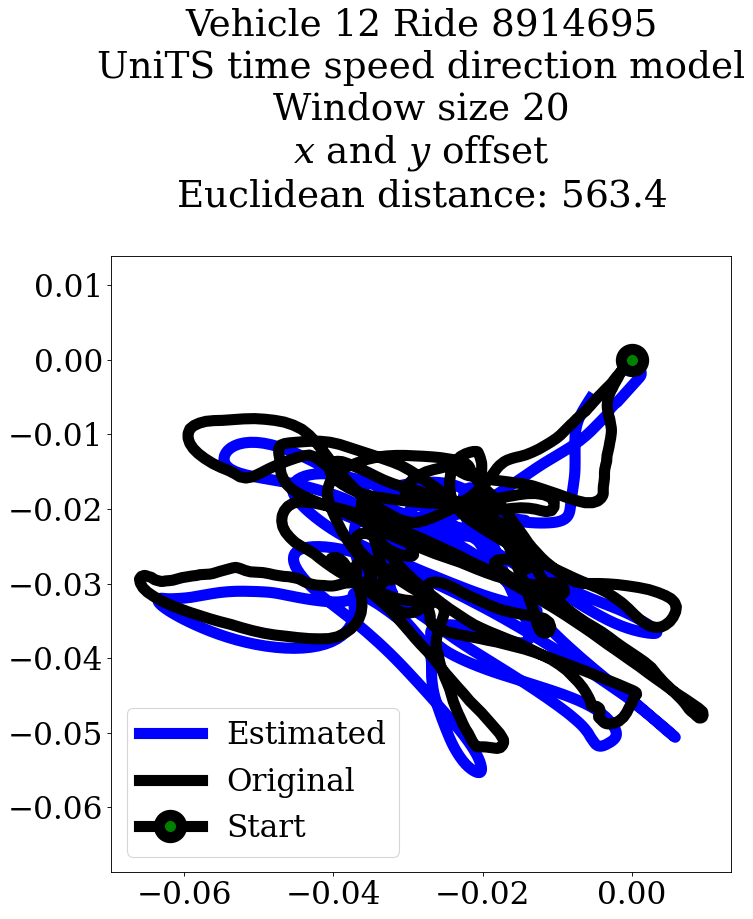 Vehicle 12 Ride 8914695
UniTS time speed direction model
Window size 20
x and y offset
Euclidean distance: 563.4
0.01
0.00
−0.01
−0.02
−0.03
−0.04
−0.05
−0.06
Estimated
Original
Start
−0.06 −0.04 −0.02 0.00